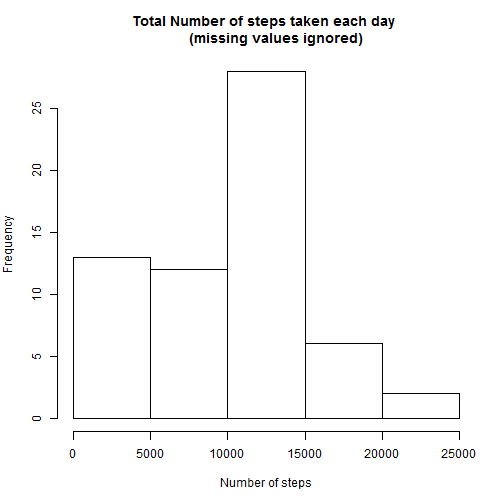 Total Number of steps taken each day
(missing values ignored)
25
20
15
10
5
0
Frequency
0 5000 10000 15000 20000 25000
Number of steps